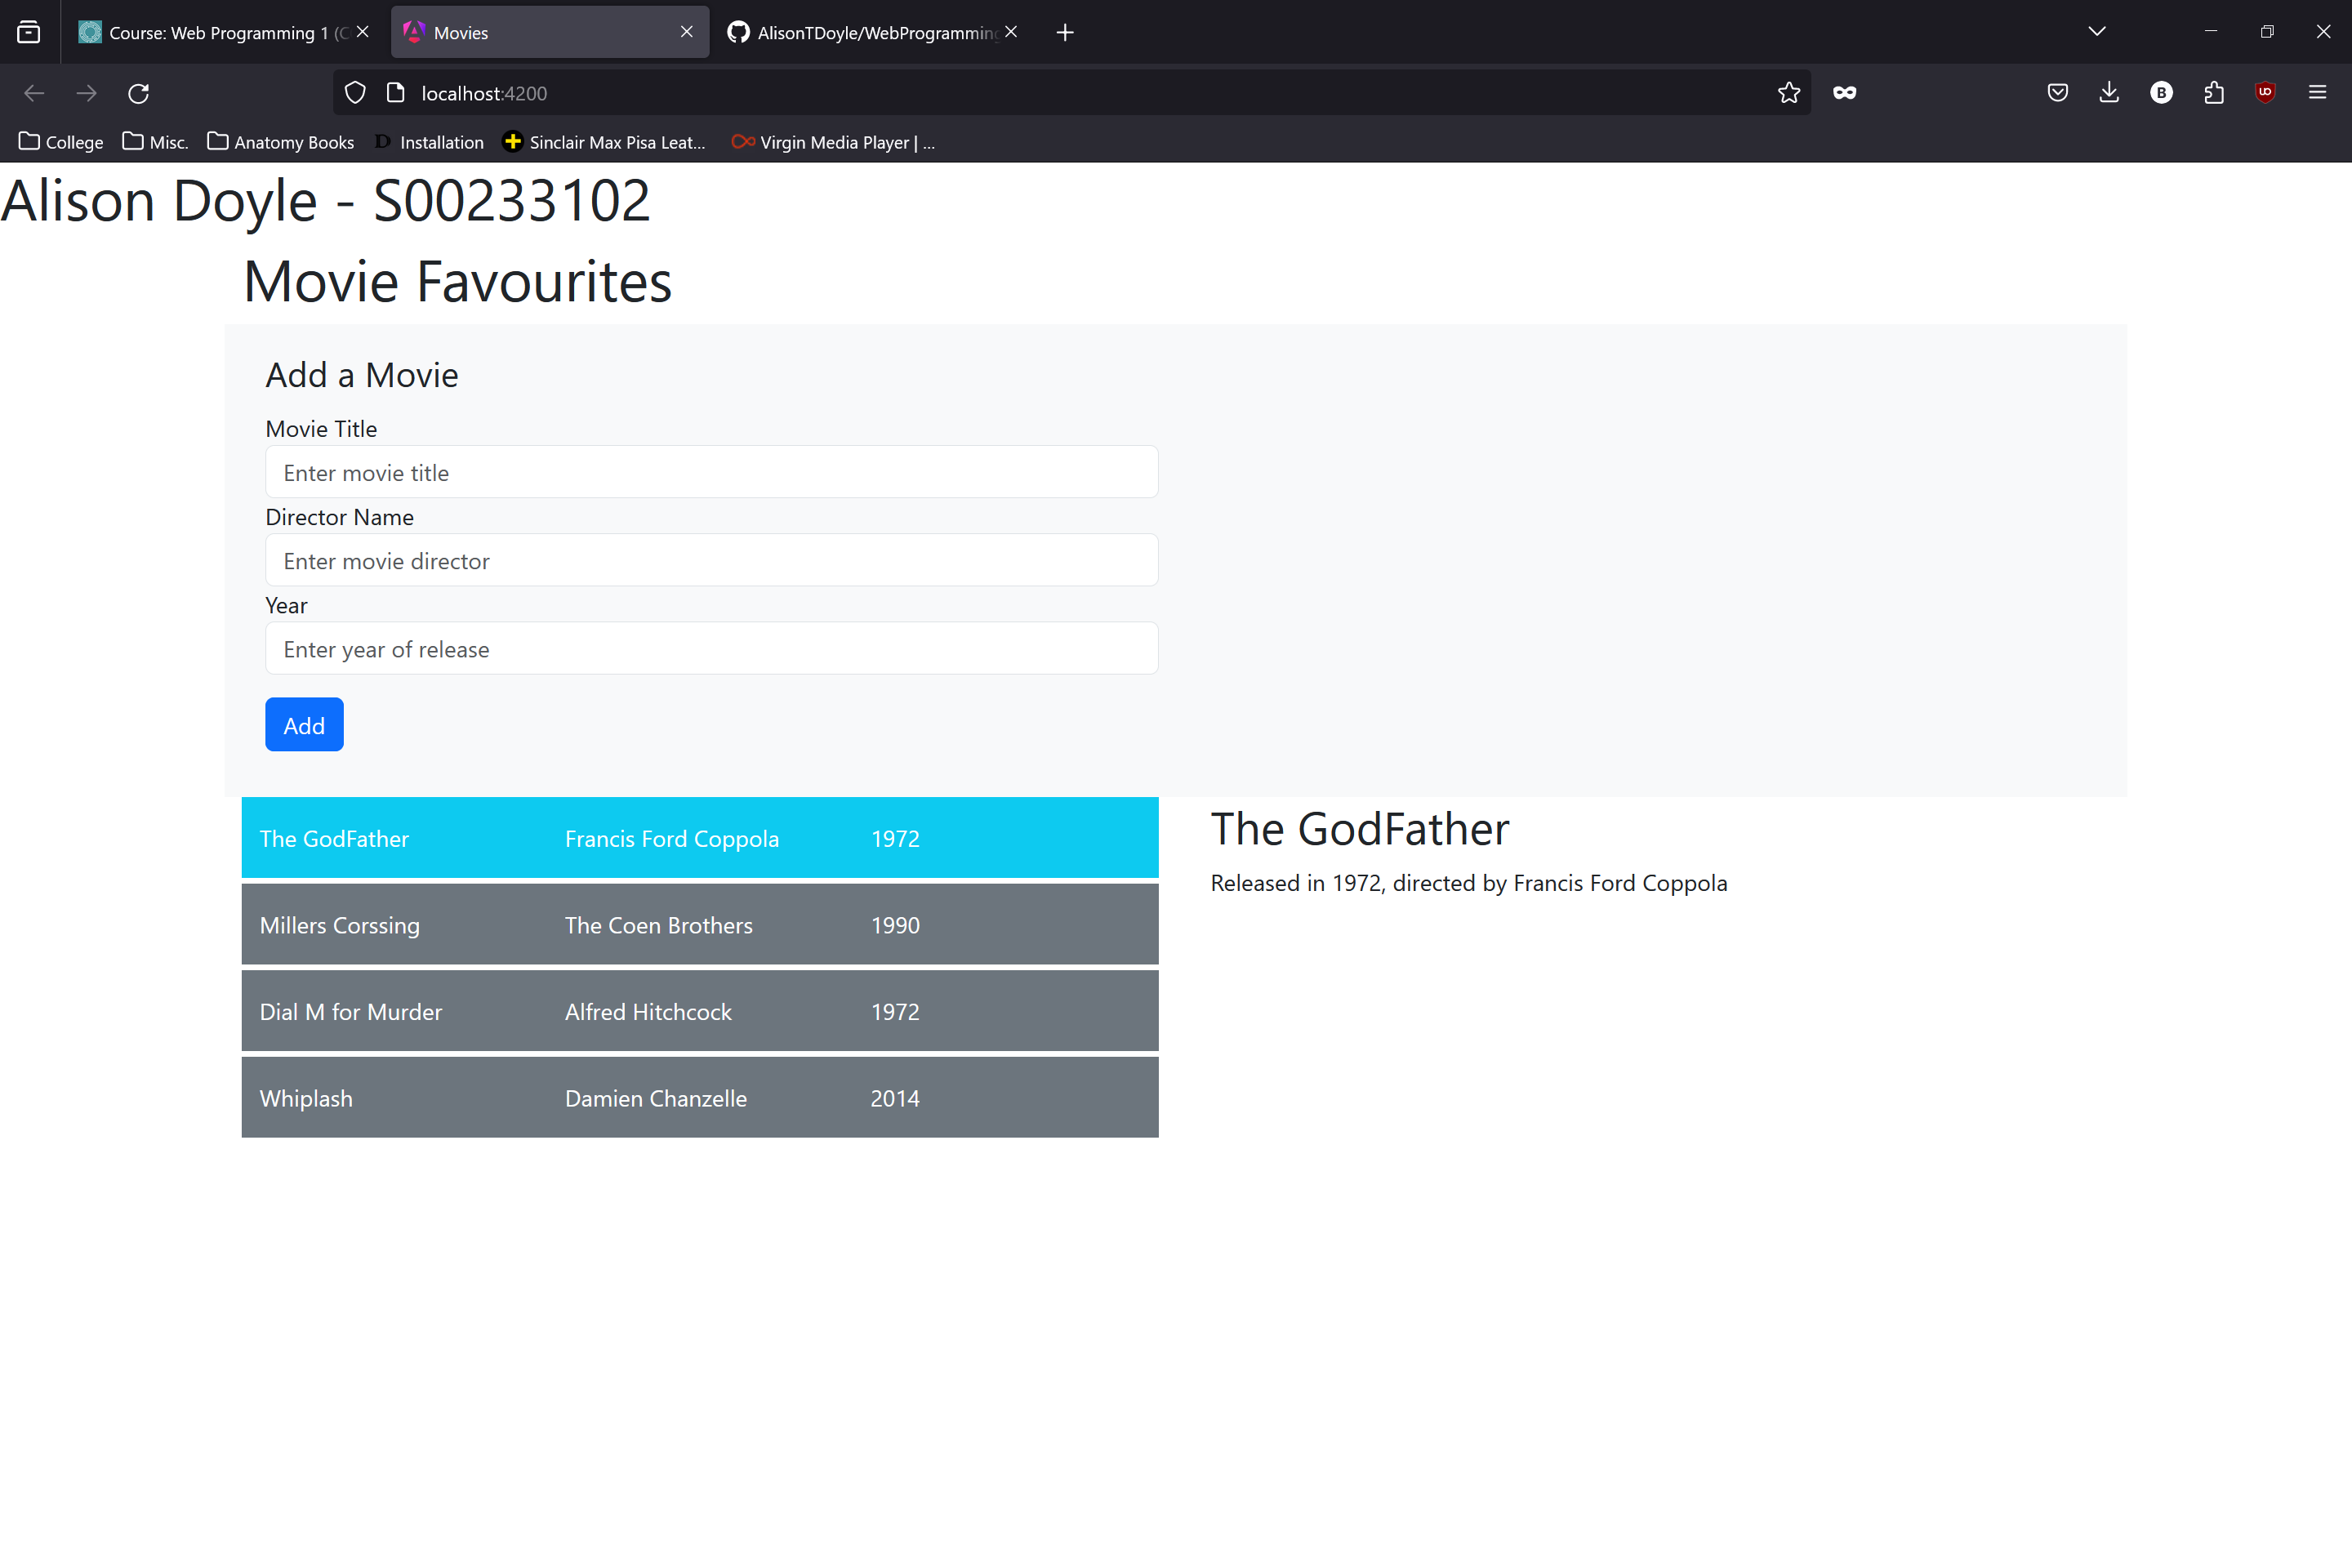 Course: Web Programming 1 (C
Movies
AlisonTDoyle/WebProgramming
localhost:4200
B
UO
College
Misc.
Anatomy Books
D Installation
Sinclair Max Pisa Leat...
Virgin Media Player | ...
Alison Doyle - S00233102
Movie Favourites
Add a Movie
Movie Title
Enter movie title
Director Name
Enter movie director
Year
Enter year of release
Add
The GodFather Francis Ford Coppola 1972
Millers Corssing The Coen Brothers 1990
Dial M for Murder Alfred Hitchcock 1972
Whiplash Damien Chanzelle 2014
The GodFather
Released in 1972, directed by Francis Ford Coppola